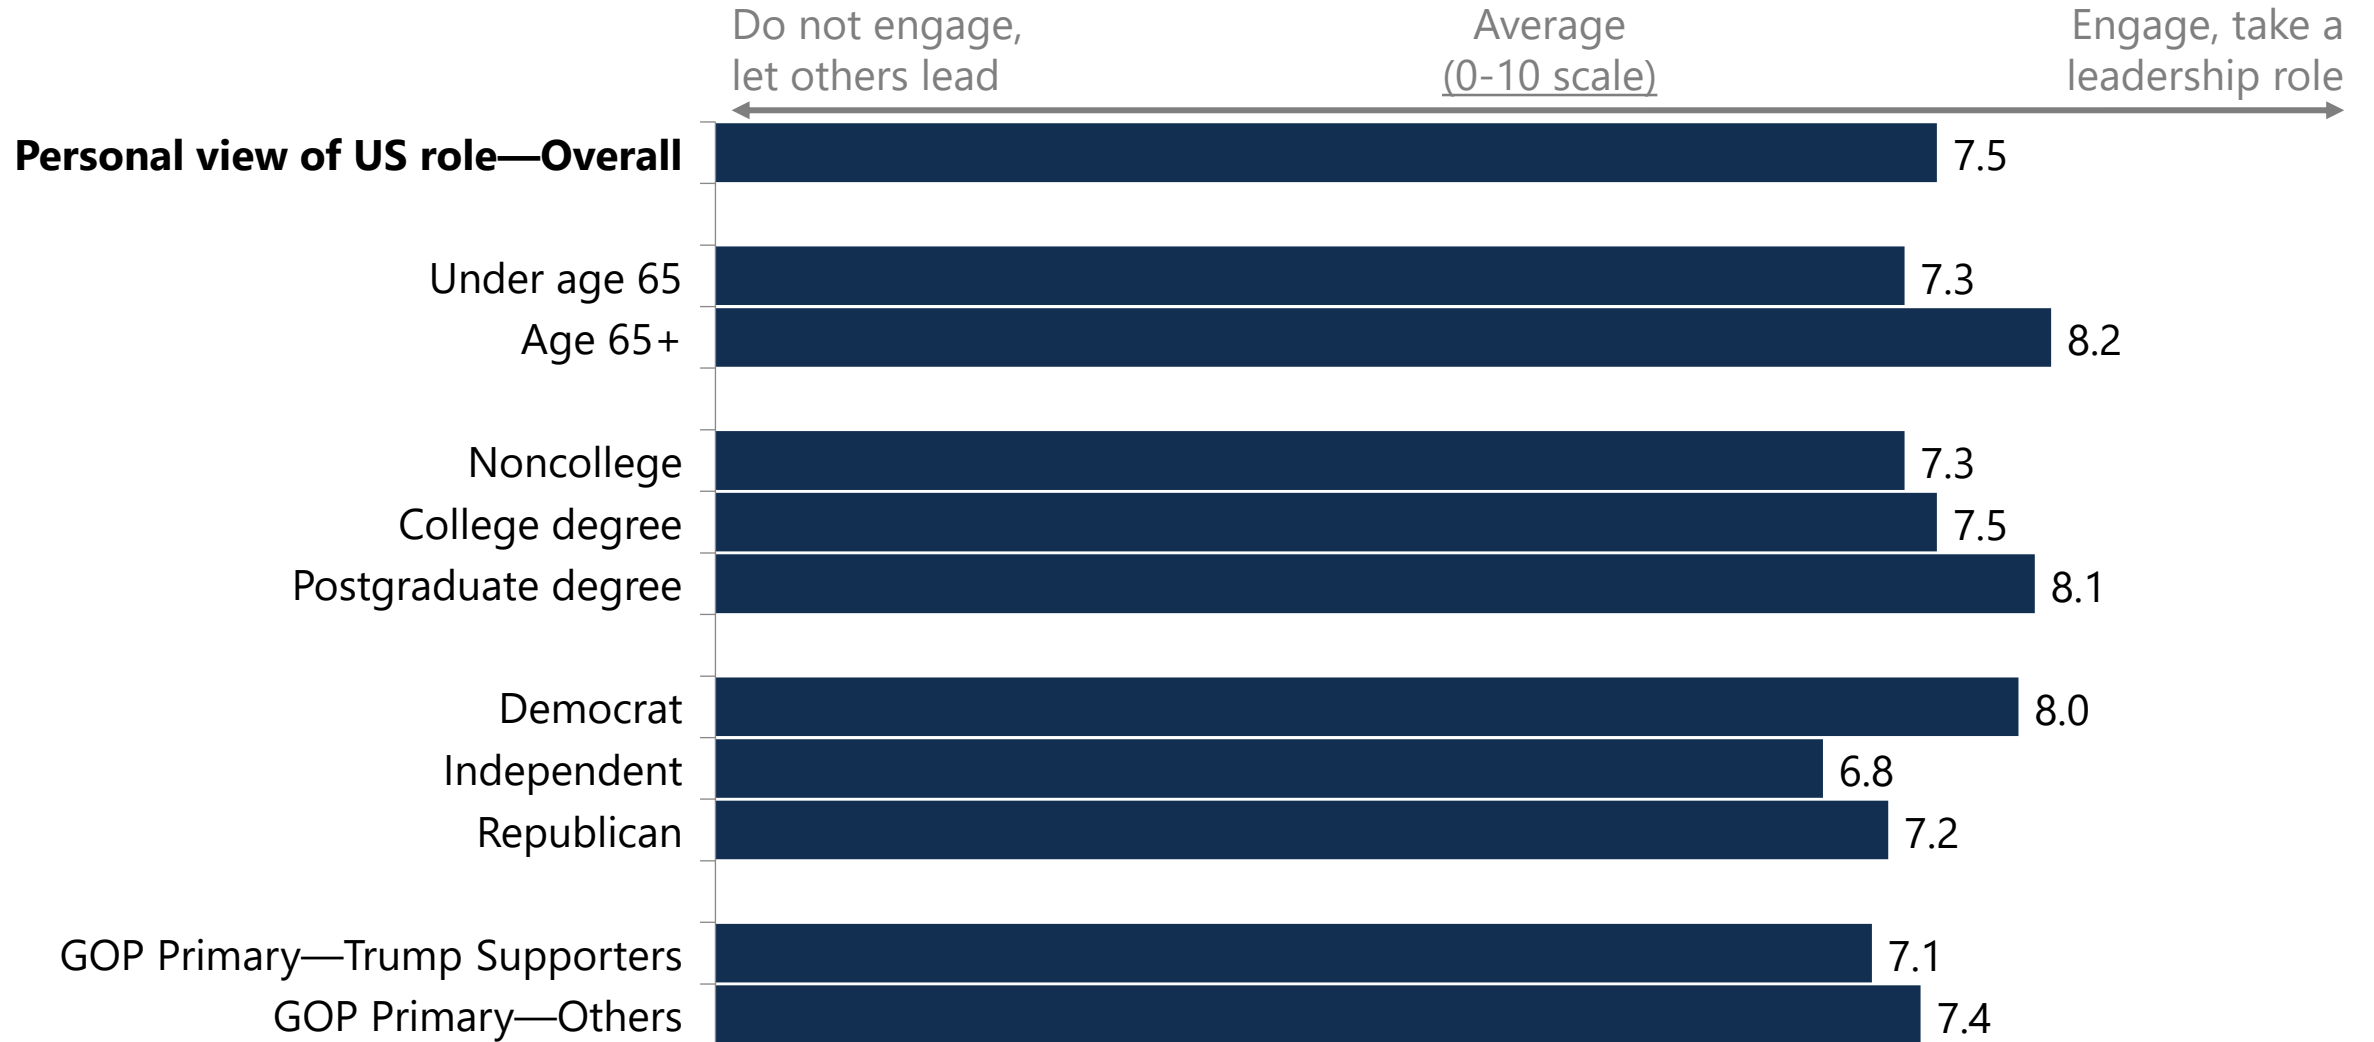 Do not engage,
let others lead
Average
(0-10 scale)
Engage, take a
leadership role
Personal view of US role—Overall 7.5
Under age 65 7.3
Age 65+ 8.2
Noncollege 7.3
College degree 7.5
Postgraduate degree 8.1
Democrat 8.0
Independent 6.8
Republican 7.2
GOP Primary—Trump Supporters 7.1
GOP Primary—Others 7.4